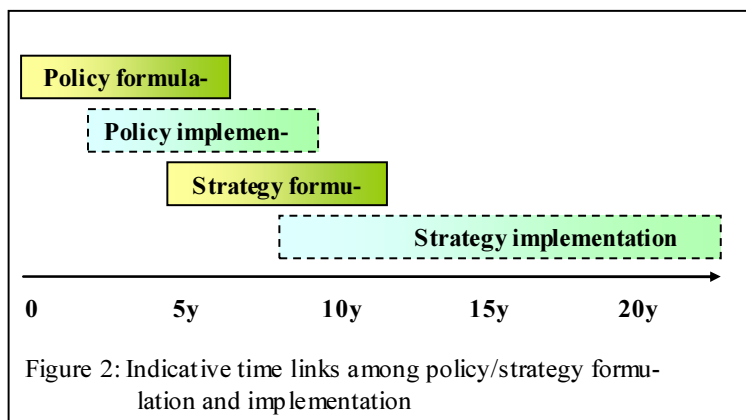 Policy formula-
Policy implemen-
Strategy formu-
Strategy implementation
0 5y 10y 15y 20y
Figure 2: Indicative time links among policy/strategy formu-
lation and implementation